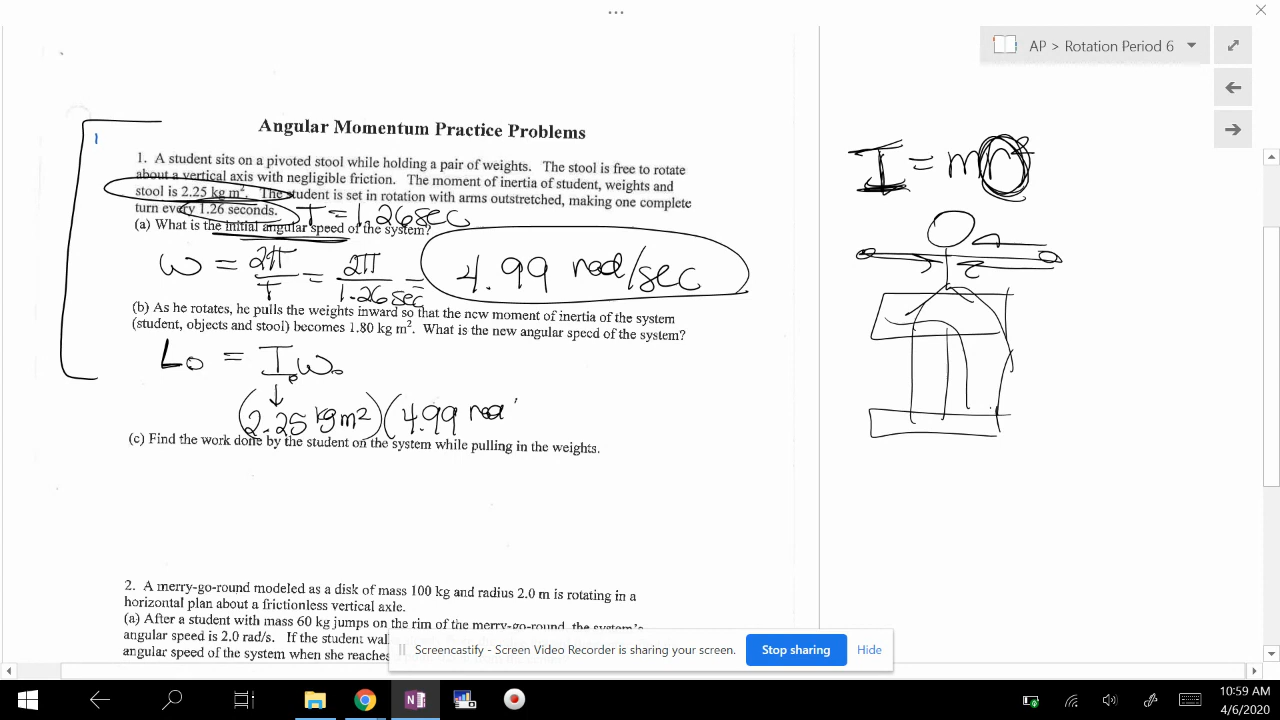 AP > Rotation Period 6
Angular Momentum Practice Problems
1
1. A student sits on a pivoted stool while holding a pair of weights. The stool is free to rotate
about a vertical axis with negligible friction. The moment of inertia of student, weights and
stool is 2.25 kg m². The student is set in rotation with arms outstretched, making one complete
turn every 1.26 seconds. T = 1.26sec
(a) What is the initial angular speed of the system?
ω = 2π/T = 2π/1.26sec = 4.99 rad/sec
(b) As he rotates, he pulls the weights inward so that the new moment of inertia of the system
(student, objects and stool) becomes 1.80 kg m². What is the new angular speed of the system?
L₀ = I₀ω₀
(2.25 kg m²)(4.99 rad
(c) Find the work done by the student on the system while pulling in the weights.
2. A merry-go-round modeled as a disk of mass 100 kg and radius 2.0 m is rotating in a
horizontal plan about a frictionless vertical axle.
(a) After a student with mass 60 kg jumps on the rim of the merry-go-round, the system's
angular speed is 2.0 rad/s. If the student
angular speed of the system when she reaches
I = mr²
Screencastify - Screen Video Recorder is sharing your screen.
Stop sharing
Hide
10:59 AM
4/6/2020